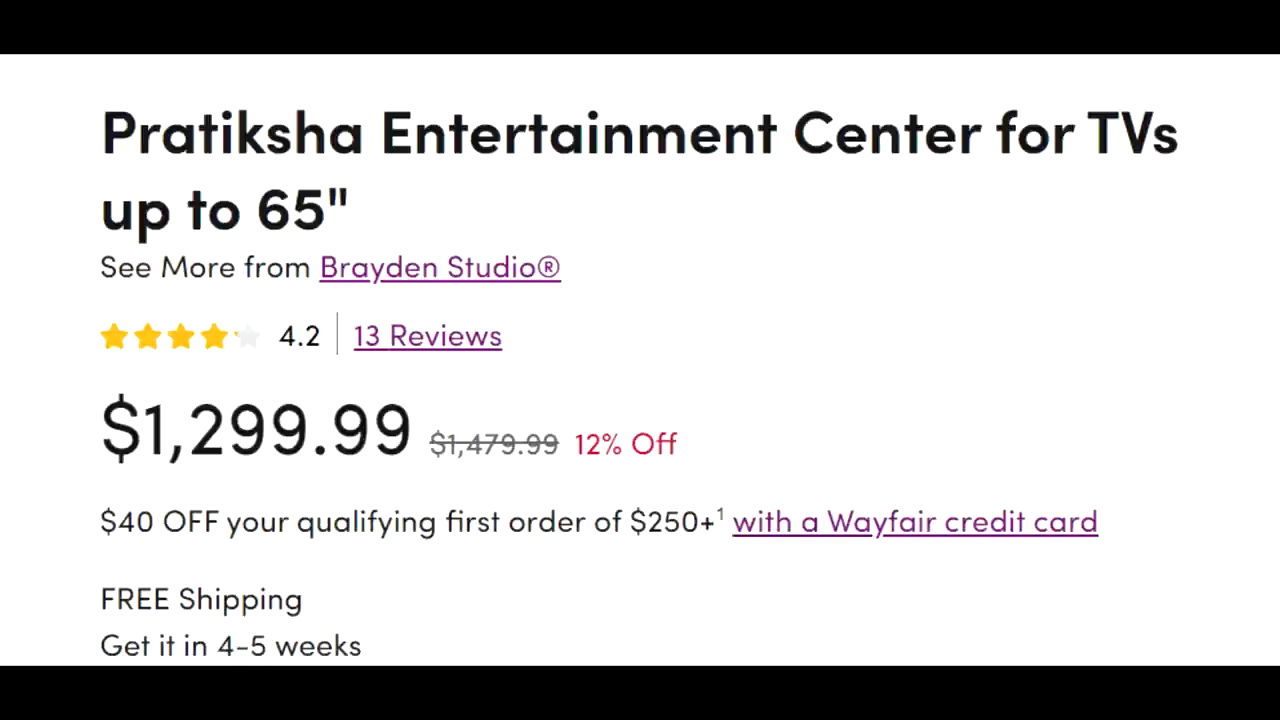 Pratiksha Entertainment Center for TVs
up to 65"
See More from Brayden Studio®
4.2 13 Reviews
$1,299.99 $1,479.99 12% Off
$40 OFF your qualifying first order of $250+¹ with a Wayfair credit card
FREE Shipping
Get it in 4-5 weeks